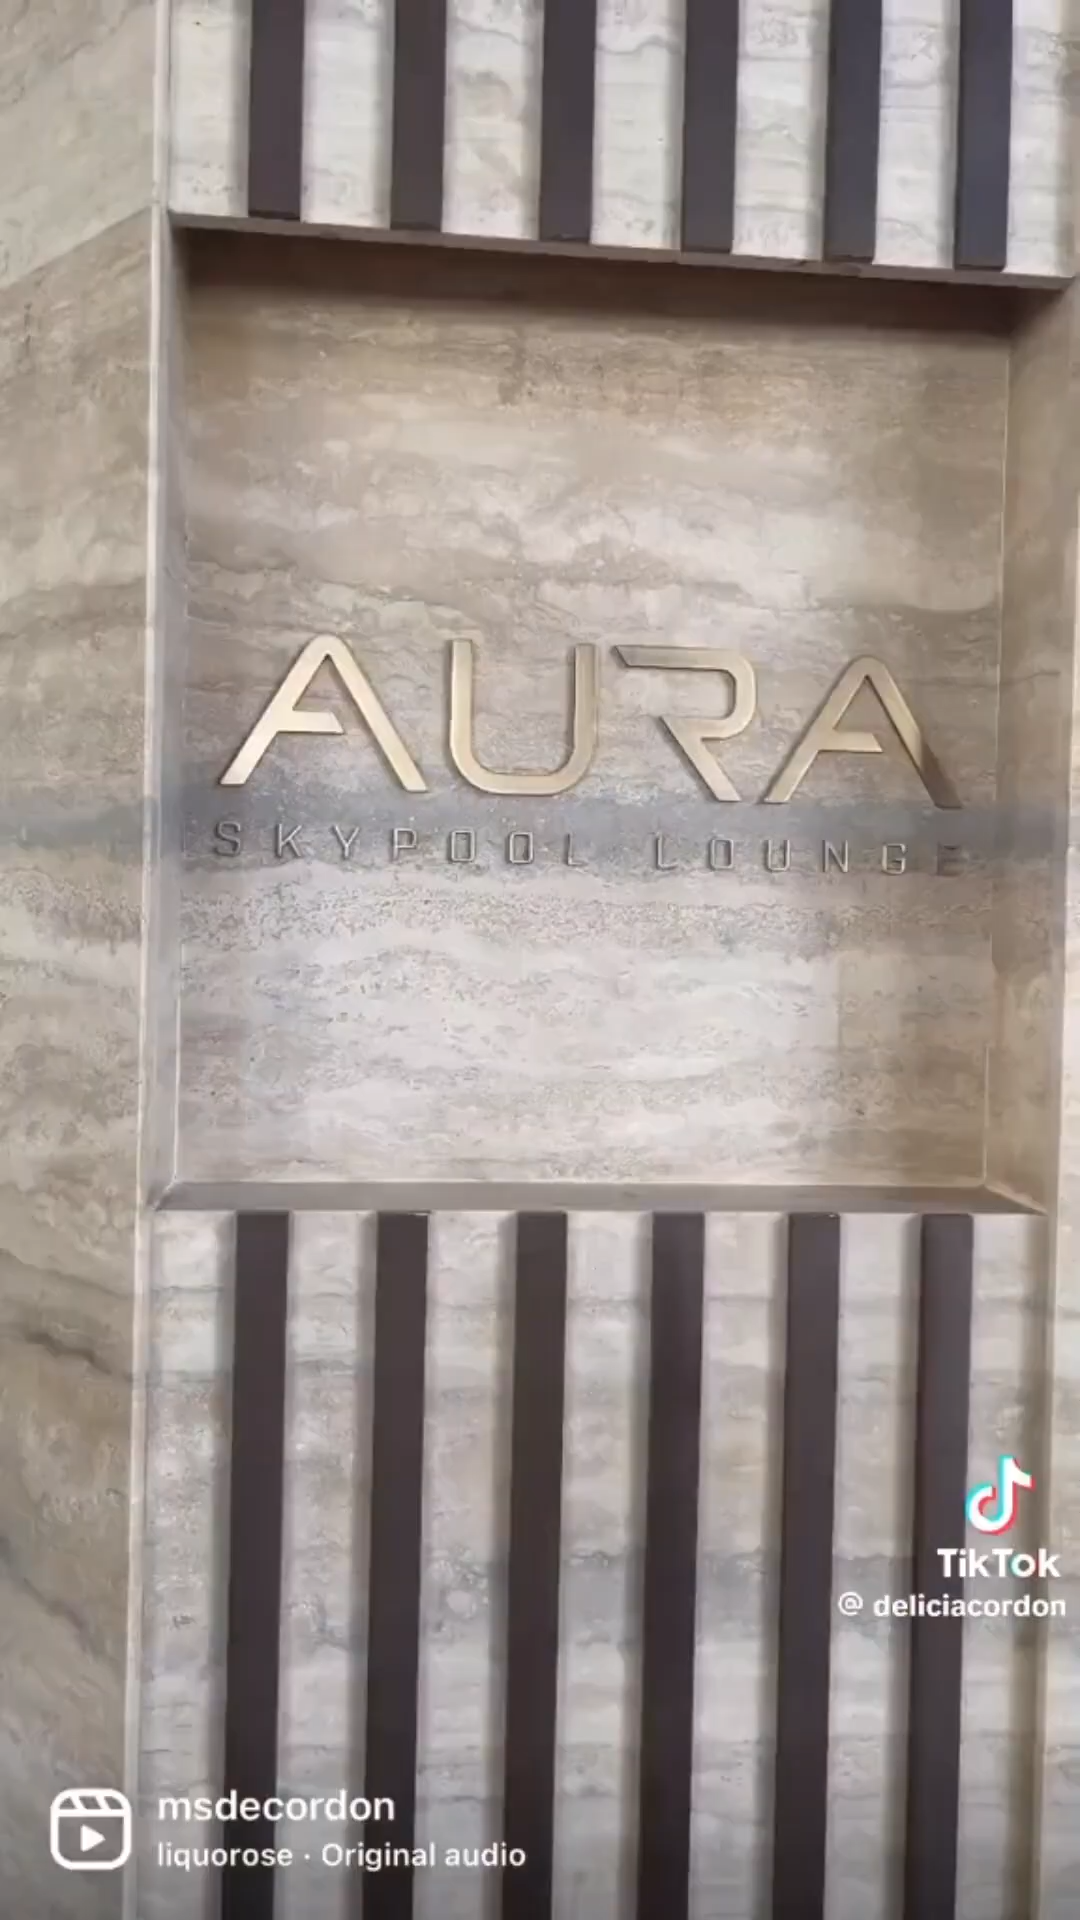 AURA
SKYPOOL LOUNGE
TikTok
@ deliciacordon
msdecordon
liquorose · Original audio